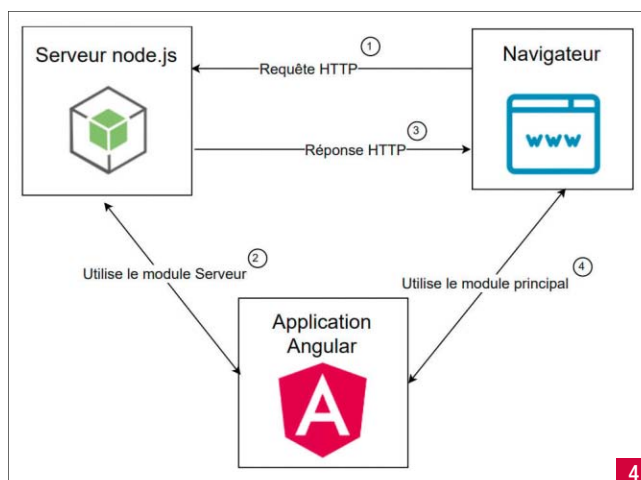 Serveur node.js
Navigateur
1
Requête HTTP
3
Réponse HTTP
www
2
Utilise le module Serveur
4
Utilise le module principal
Application
Angular
A
4